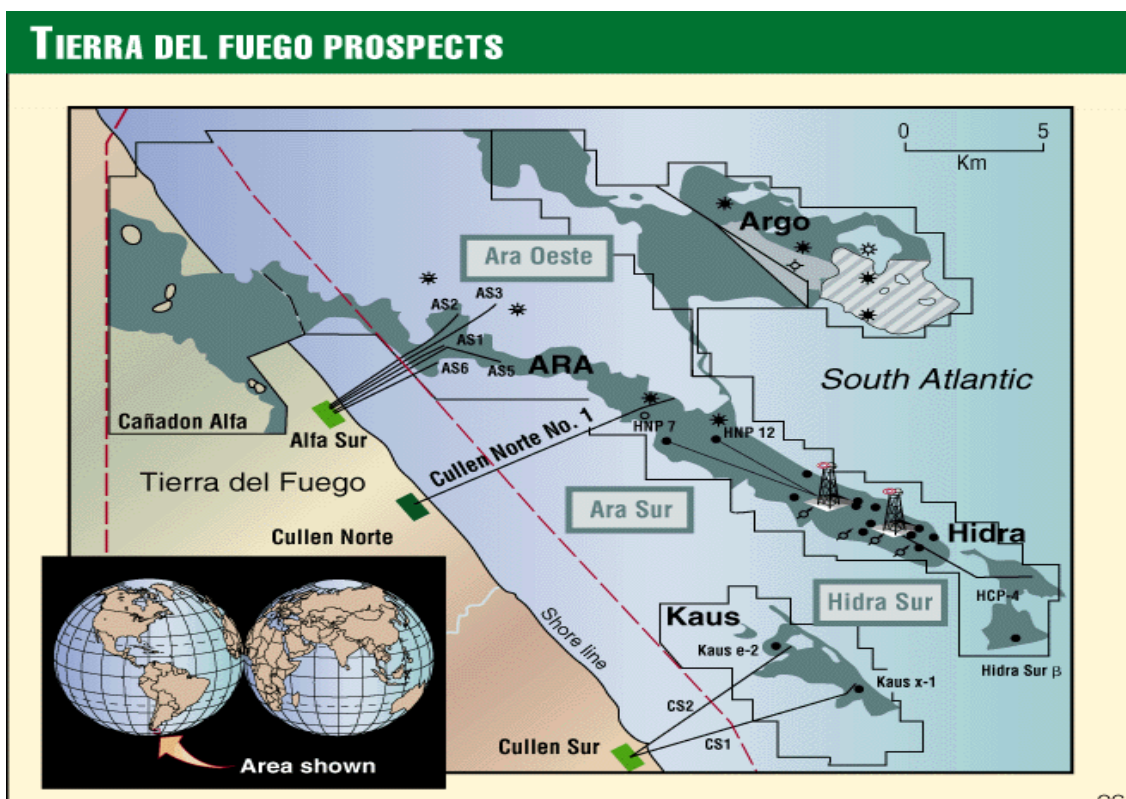 TIERRA DEL FUEGO PROSPECTS
0 5
Km
Argo
Ara Oeste
AS2
AS3
AS1
AS6
AS5
ARA
South Atlantic
Cañadon Alfa
Alfa Sur
Cullen Norte No. 1
HNP 7
HNP 12
Tierra del Fuego
Ara Sur
Cullen Norte
Hidra
Hidra Sur
HCP-4
Kaus
Kaus e-2
Shore line
Hidra Sur β
Kaus x-1
CS2
CS1
Cullen Sur
Area shown